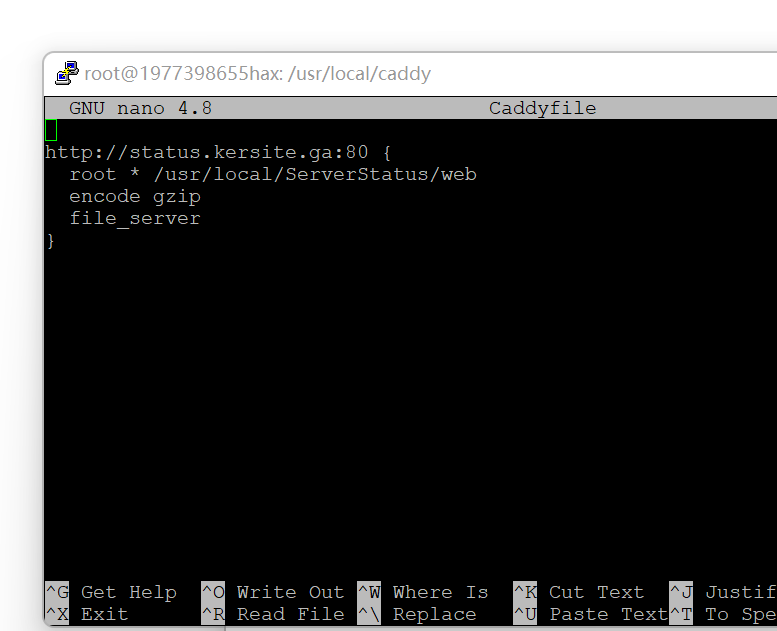 root@1977398655hax: /usr/local/caddy
GNU nano 4.8 Caddyfile
http://status.kersite.ga:80 {
  root * /usr/local/ServerStatus/web
  encode gzip
  file_server
}
^G Get Help ^O Write Out ^W Where Is ^K Cut Text ^J Justif
^X Exit ^R Read File ^\ Replace ^U Paste Text^T To Spe